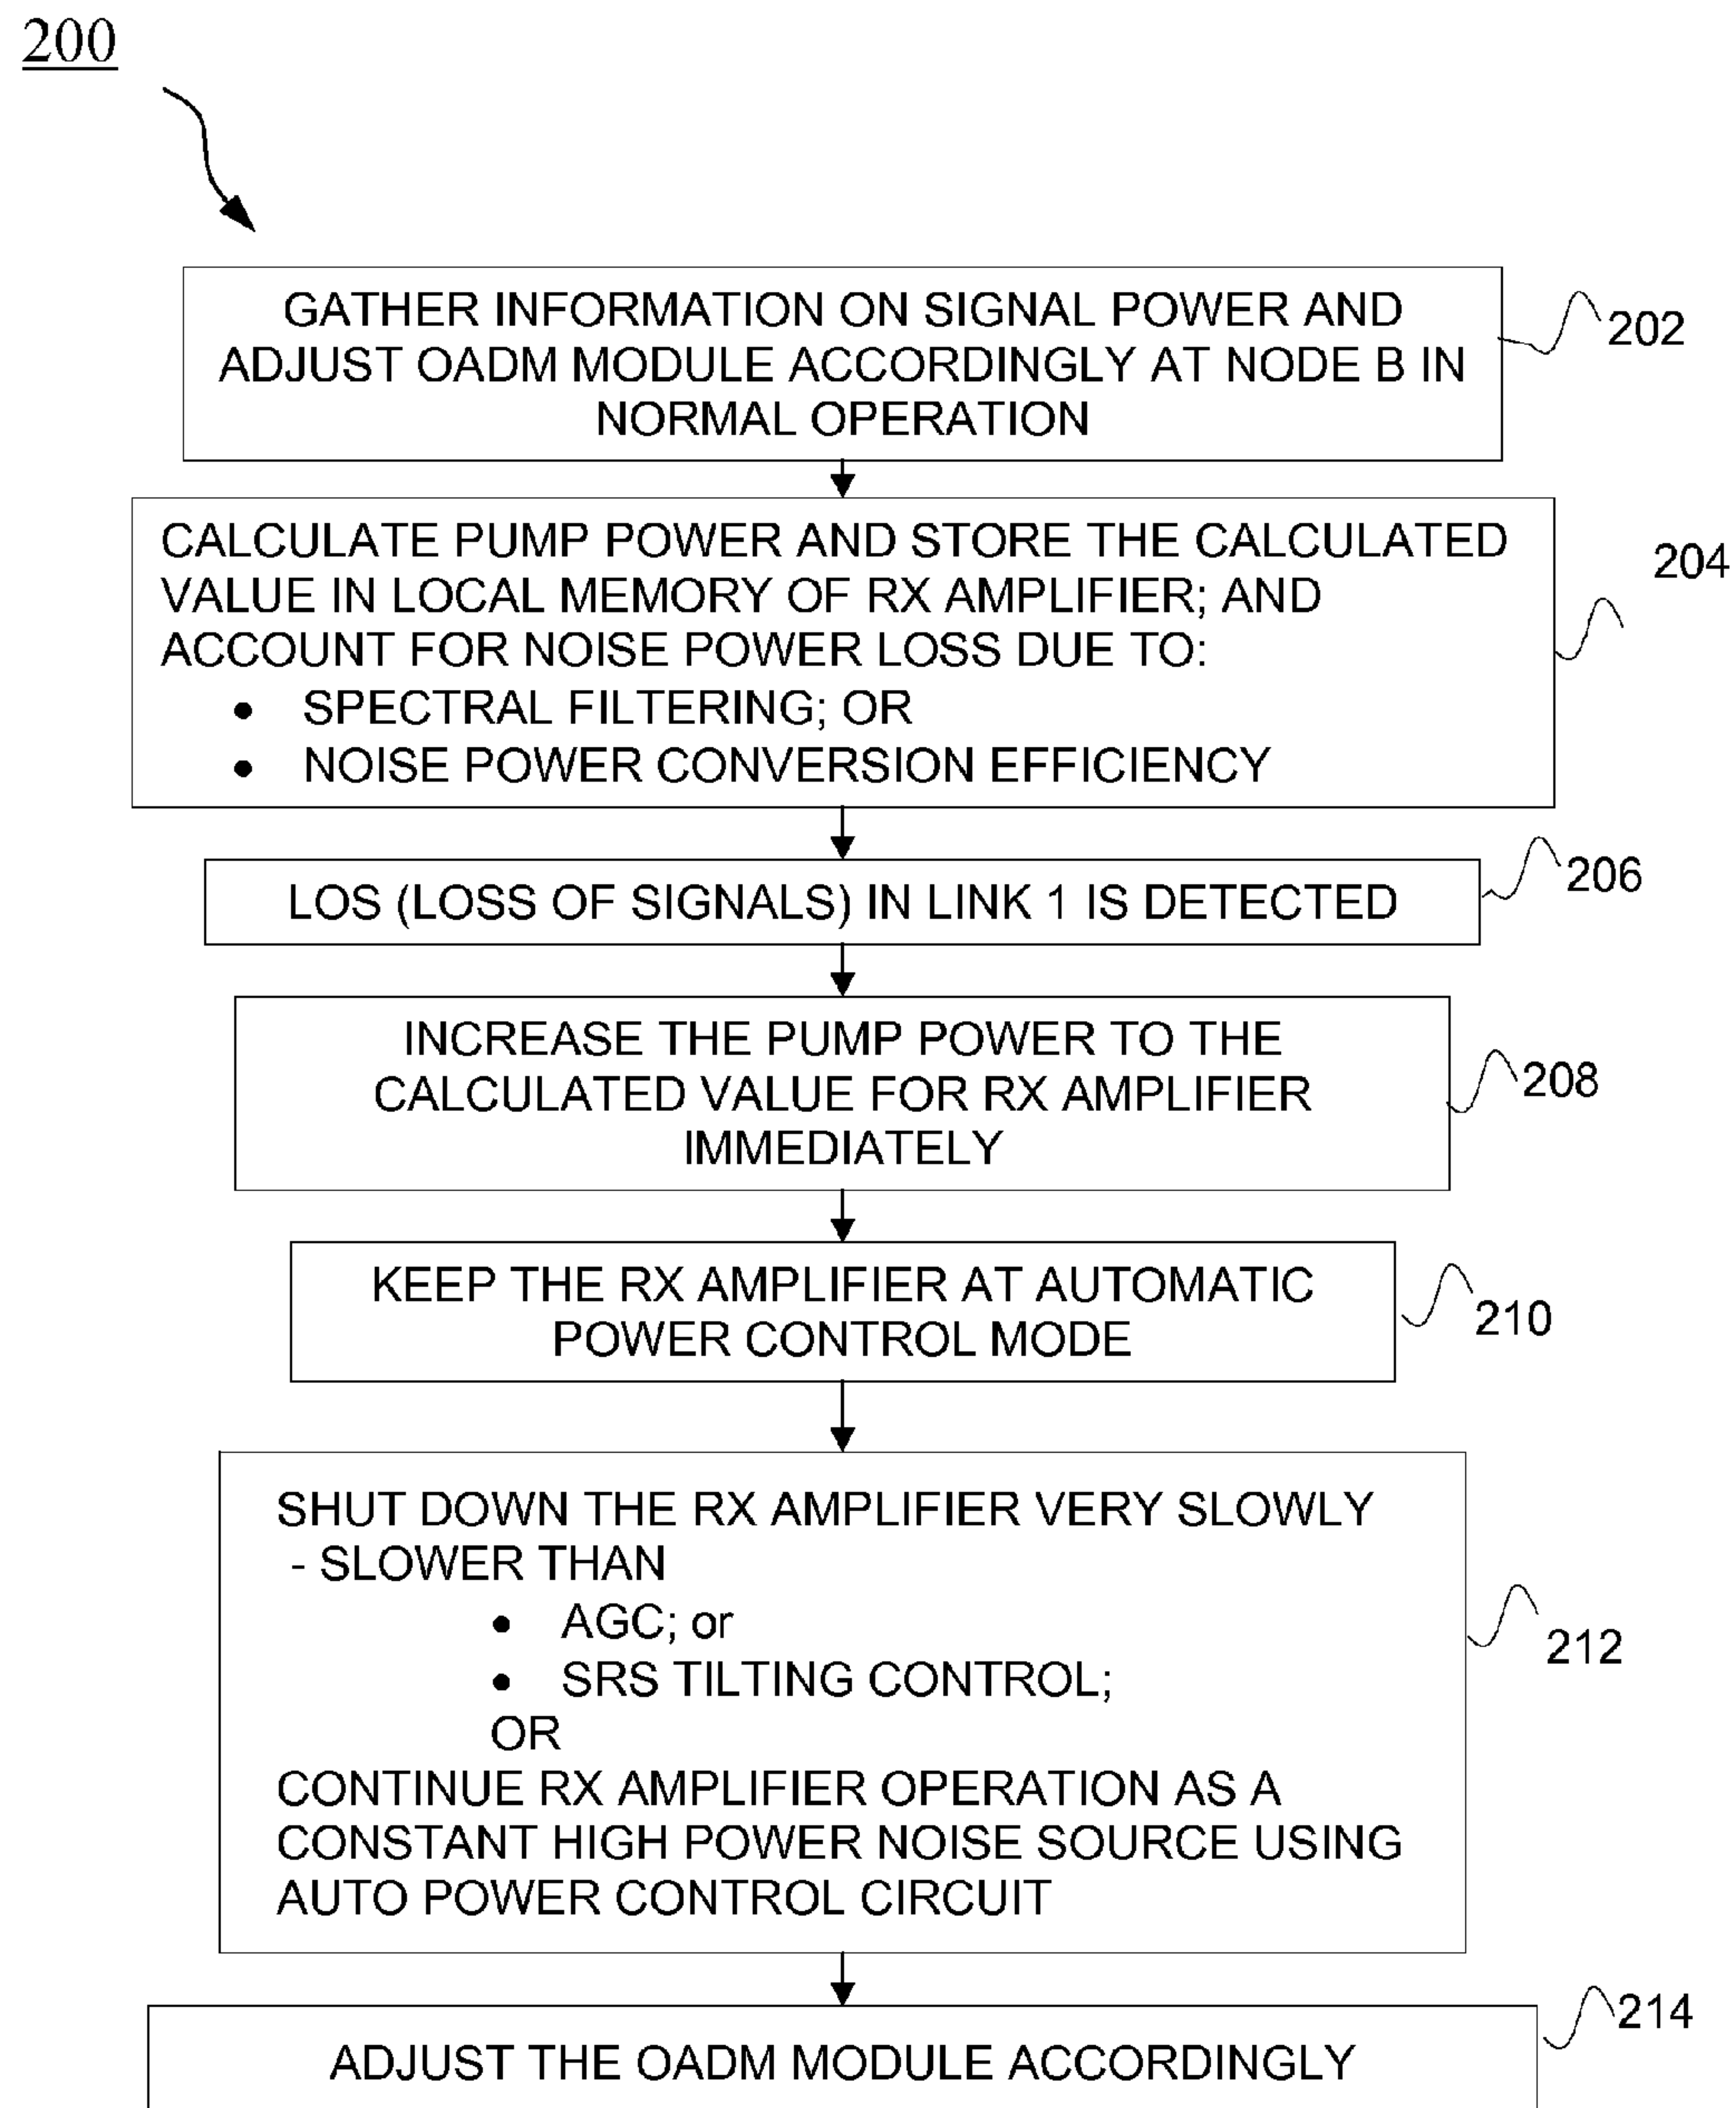 200
GATHER INFORMATION ON SIGNAL POWER AND
ADJUST OADM MODULE ACCORDINGLY AT NODE B IN
NORMAL OPERATION
202
CALCULATE PUMP POWER AND STORE THE CALCULATED
VALUE IN LOCAL MEMORY OF RX AMPLIFIER; AND
ACCOUNT FOR NOISE POWER LOSS DUE TO:
• SPECTRAL FILTERING; OR
• NOISE POWER CONVERSION EFFICIENCY
204
LOS (LOSS OF SIGNALS) IN LINK 1 IS DETECTED
206
INCREASE THE PUMP POWER TO THE
CALCULATED VALUE FOR RX AMPLIFIER
IMMEDIATELY
208
KEEP THE RX AMPLIFIER AT AUTOMATIC
POWER CONTROL MODE
210
SHUT DOWN THE RX AMPLIFIER VERY SLOWLY
- SLOWER THAN
• AGC; or
• SRS TILTING CONTROL;
OR
CONTINUE RX AMPLIFIER OPERATION AS A
CONSTANT HIGH POWER NOISE SOURCE USING
AUTO POWER CONTROL CIRCUIT
212
ADJUST THE OADM MODULE ACCORDINGLY
214